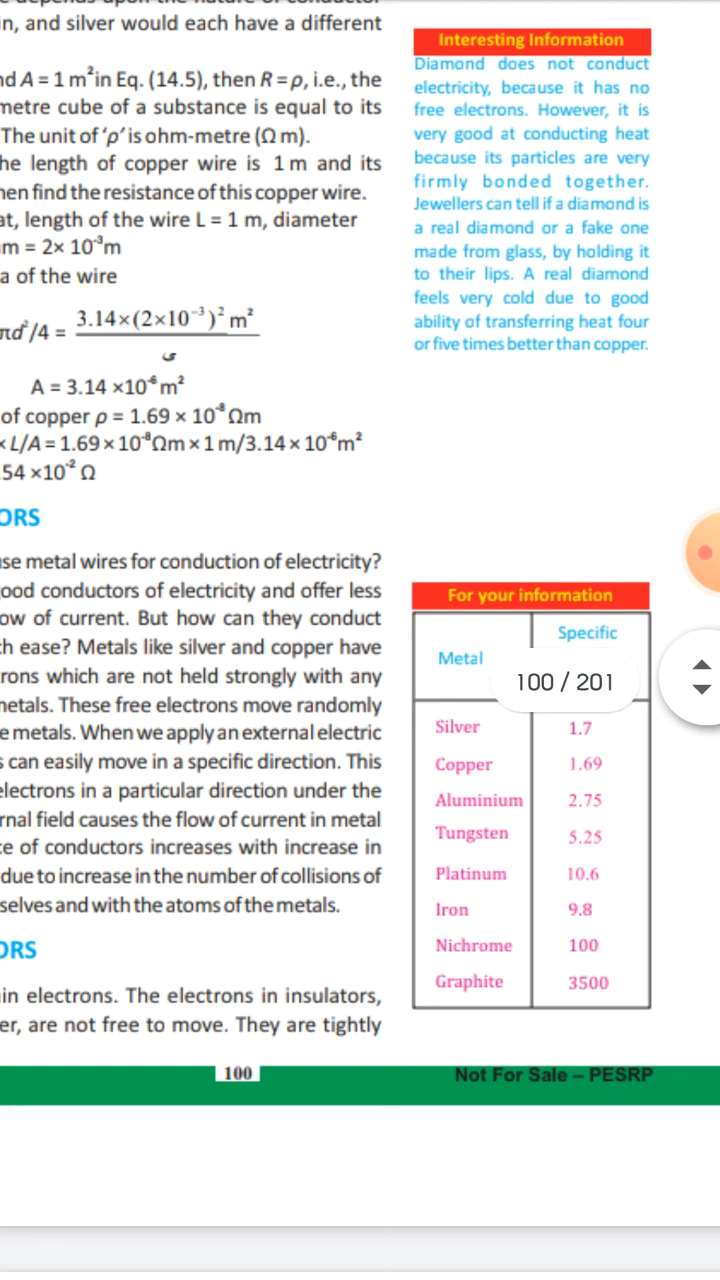 in, and silver would each have a different
nd A = 1 m² in Eq. (14.5), then R = ρ, i.e., the
metre cube of a substance is equal to its
The unit of ‘ρ’ is ohm-metre (Ω m).
he length of copper wire is 1 m and its
hen find the resistance of this copper wire.
at, length of the wire L = 1 m, diameter
m = 2× 10⁻³m
a of the wire
πd²/4 = 3.14×(2×10⁻³)² m²
A = 3.14 ×10⁻⁶ m²
of copper ρ = 1.69 × 10⁻⁸ Ωm
× L/A = 1.69 × 10⁻⁸Ωm × 1 m/3.14 × 10⁻⁶m²
54 ×10⁻² Ω
ORS
se metal wires for conduction of electricity?
ood conductors of electricity and offer less
ow of current. But how can they conduct
ch ease? Metals like silver and copper have
rons which are not held strongly with any
metals. These free electrons move randomly
e metals. When we apply an external electric
s can easily move in a specific direction. This
electrons in a particular direction under the
rnal field causes the flow of current in metal
ce of conductors increases with increase in
due to increase in the number of collisions of
selves and with the atoms of the metals.
ORS
in electrons. The electrons in insulators,
er, are not free to move. They are tightly
Interesting Information
Diamond does not conduct
electricity, because it has no
free electrons. However, it is
very good at conducting heat
because its particles are very
firmly bonded together.
Jewellers can tell if a diamond is
a real diamond or a fake one
made from glass, by holding it
to their lips. A real diamond
feels very cold due to good
ability of transferring heat four
or five times better than copper.
For your information
Metal Specific
100 / 201
Silver 1.7
Copper 1.69
Aluminium 2.75
Tungsten 5.25
Platinum 10.6
Iron 9.8
Nichrome 100
Graphite 3500
100
Not For Sale – PESRP